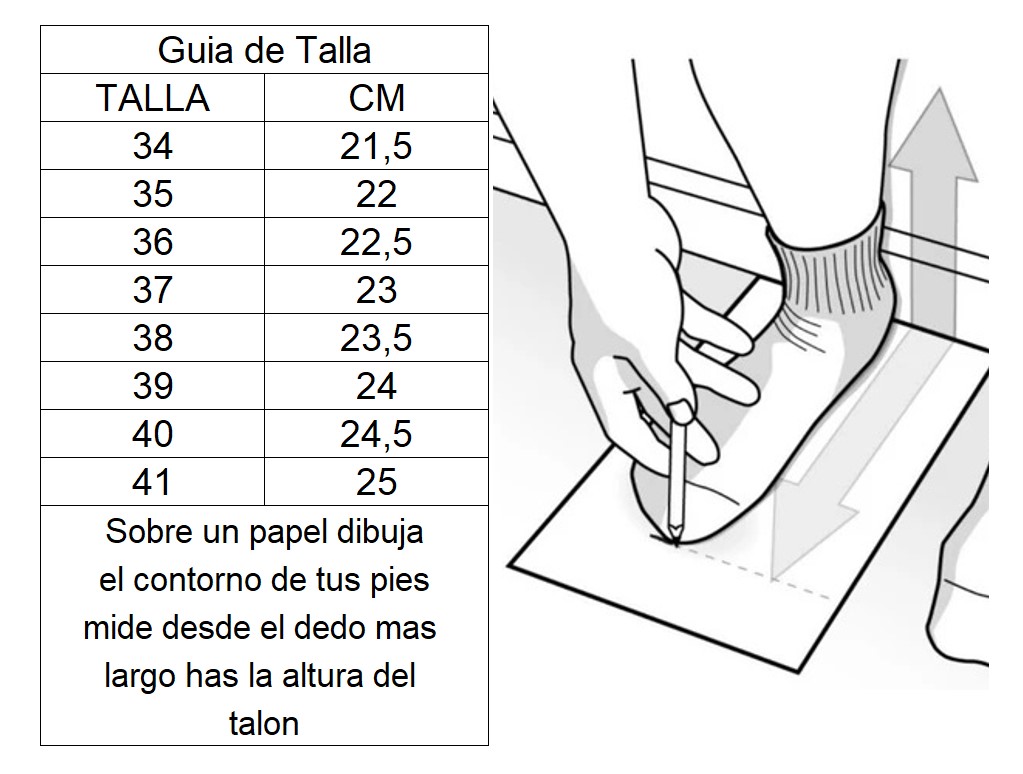 Guia de Talla
TALLA CM
34 21,5
35 22
36 22,5
37 23
38 23,5
39 24
40 24,5
41 25
Sobre un papel dibuja
el contorno de tus pies
mide desde el dedo mas
largo has la altura del
talon